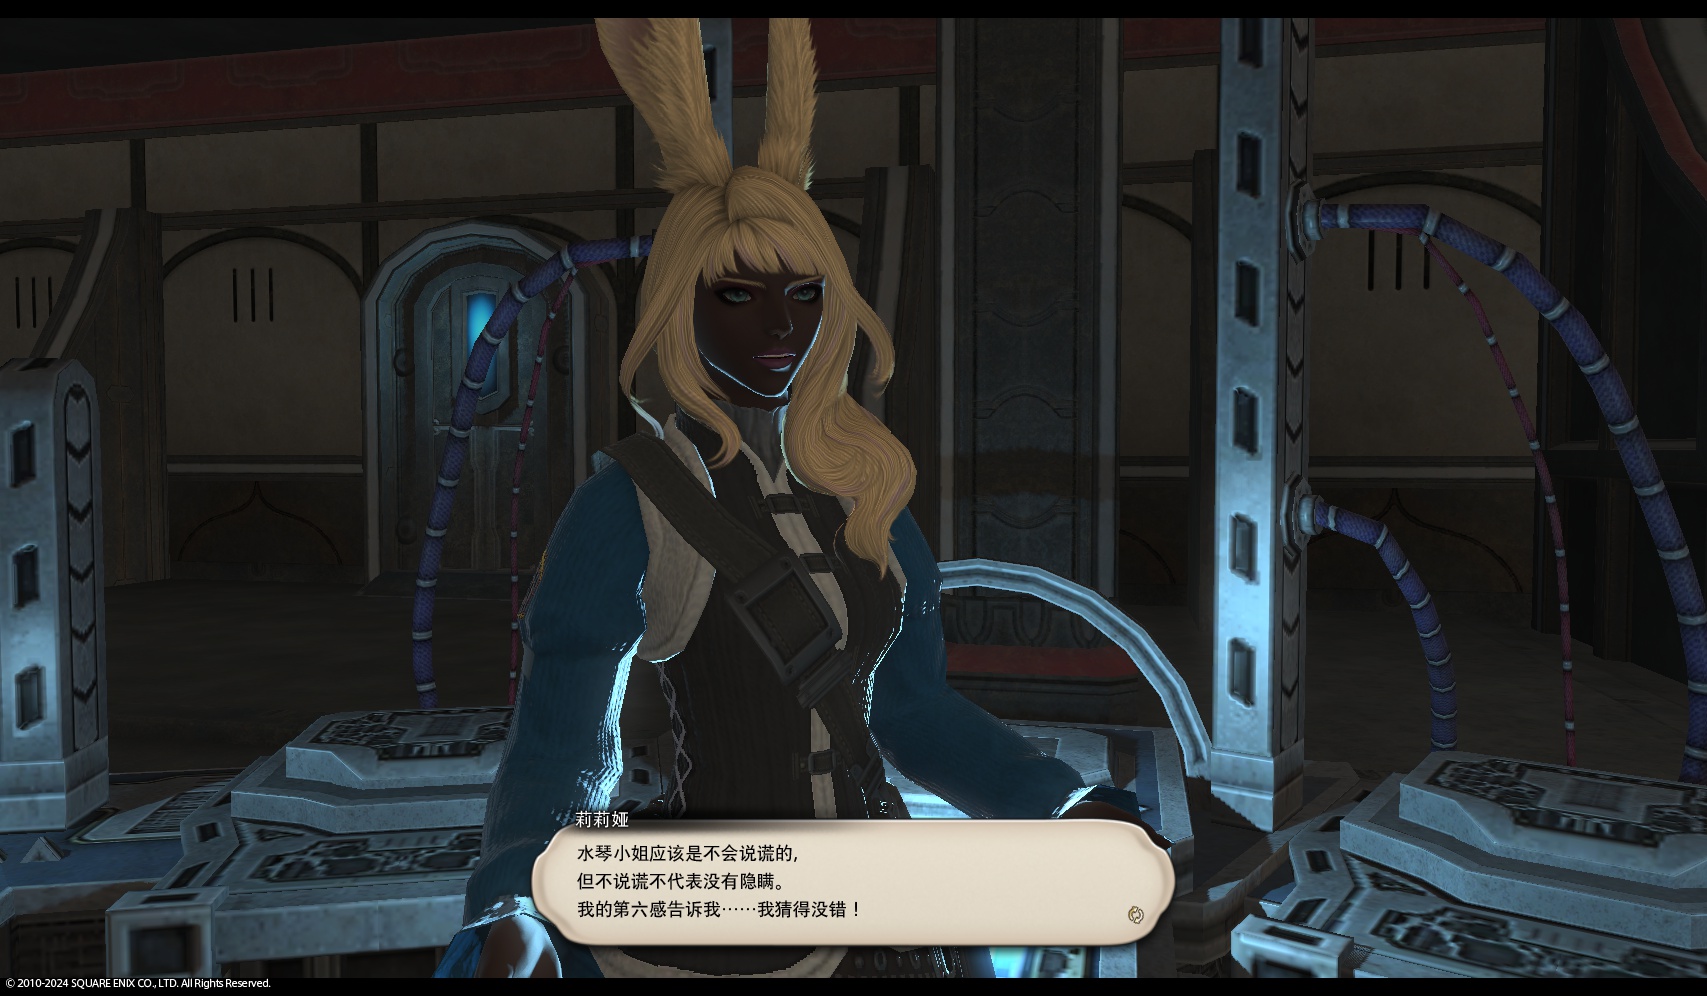 莉莉娅
水琴小姐应该是不会说谎的，
但不说谎不代表没有隐瞒。
我的第六感告诉我……我猜得没错！
© 2010-2024 SQUARE ENIX CO., LTD. All Rights Reserved.